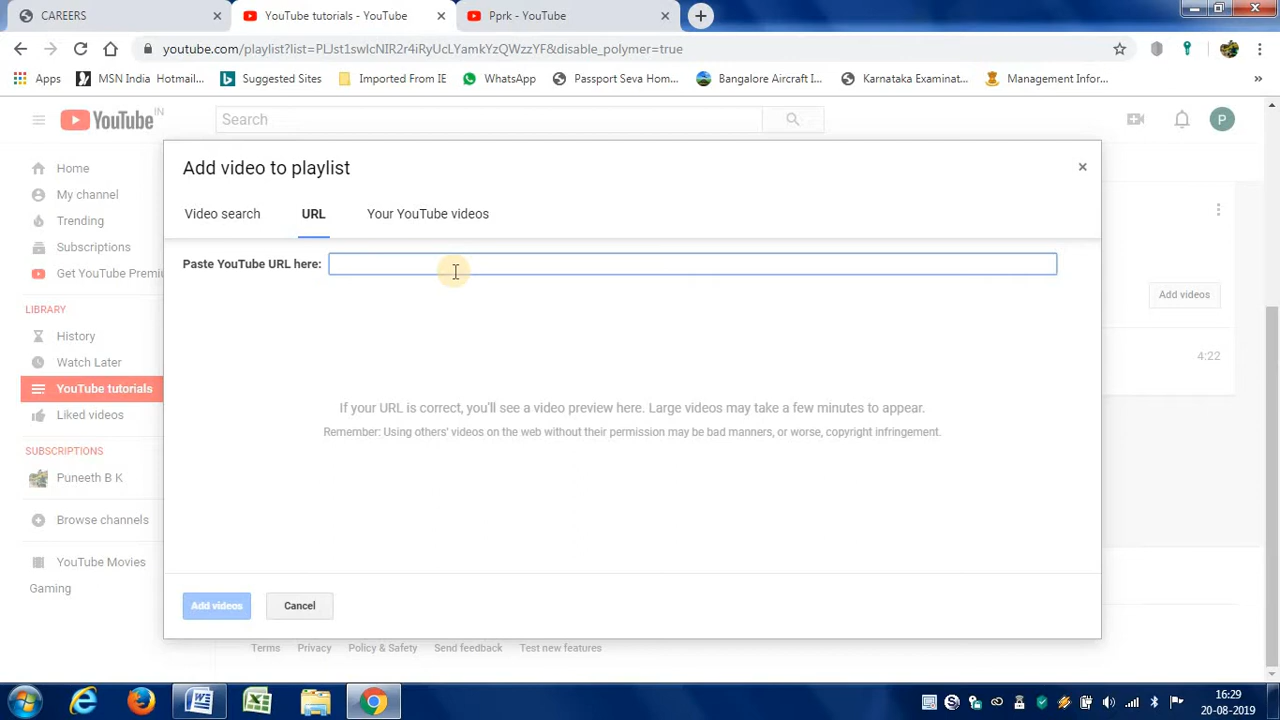 CAREERS
YouTube tutorials - YouTube
Pprk - YouTube
youtube.com/playlist?list=PLJst1swIcNIR2r4iRyUcLYamkYzQWzzYF&disable_polymer=true
Apps
MSN India Hotmail...
Suggested Sites
Imported From IE
WhatsApp
Passport Seva Hom...
Bangalore Aircraft I...
Karnataka Examinat...
Management Infor...
YouTube IN
Search
P
Add video to playlist
Home
My channel
Trending
Subscriptions
Get YouTube Premi
Video search
URL
Your YouTube videos
Paste YouTube URL here:
Add videos
LIBRARY
History
Watch Later
4:22
YouTube tutorials
Liked videos
If your URL is correct, you'll see a video preview here. Large videos may take a few minutes to appear.
Remember: Using others' videos on the web without their permission may be bad manners, or worse, copyright infringement.
SUBSCRIPTIONS
Puneeth B K
Browse channels
YouTube Movies
Gaming
Add videos
Cancel
Terms
Privacy
Policy & Safety
Send feedback
Test new features
16:29
20-08-2019